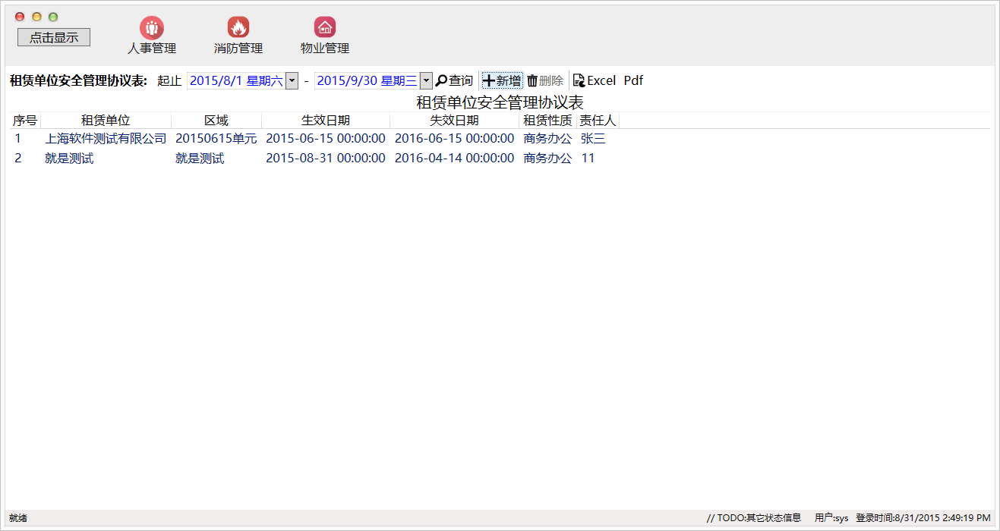 点击显示
人事管理 消防管理 物业管理
租赁单位安全管理协议表: 起止 2015/8/1 星期六 - 2015/9/30 星期三 查询 新增 删除 Excel Pdf
租赁单位安全管理协议表
序号 租赁单位 区域 生效日期 失效日期 租赁性质 责任人
1 上海软件测试有限公司 20150615单元 2015-06-15 00:00:00 2016-06-15 00:00:00 商务办公 张三
2 就是测试 就是测试 2015-08-31 00:00:00 2016-04-14 00:00:00 商务办公 11
就绪 // TODO:其它状态信息 用户:sys 登录时间:8/31/2015 2:49:19 PM